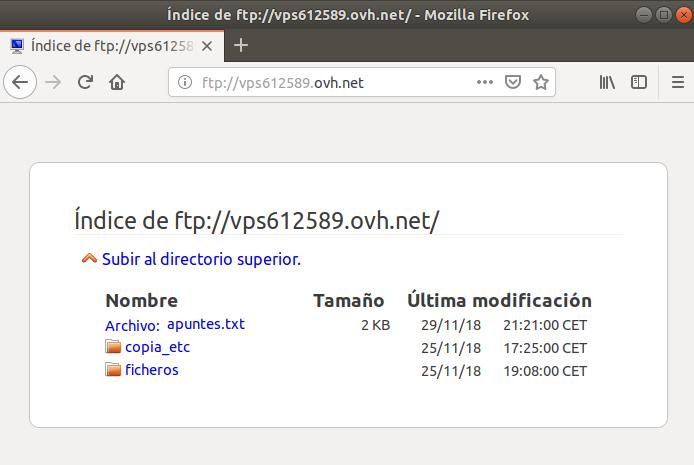 Índice de ftp://vps612589.ovh.net/ - Mozilla Firefox
Índice de ftp://vps61258
ftp://vps612589.ovh.net
Índice de ftp://vps612589.ovh.net/
Subir al directorio superior.
Nombre Tamaño Última modificación
Archivo: apuntes.txt 2 KB 29/11/18 21:21:00 CET
copia_etc 25/11/18 17:25:00 CET
ficheros 25/11/18 19:08:00 CET